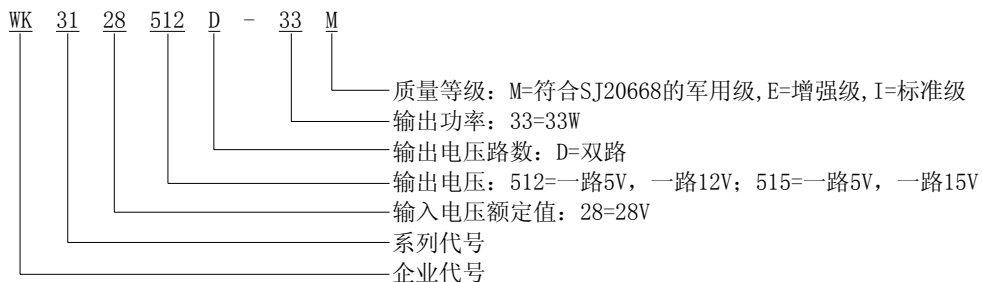 WK 31 28 512 D - 33 M
质量等级：M=符合SJ20668的军用级,E=增强级,I=标准级
输出功率：33=33W
输出电压路数：D=双路
输出电压：512=一路5V，一路12V；515=一路5V，一路15V
输入电压额定值：28=28V
系列代号
企业代号